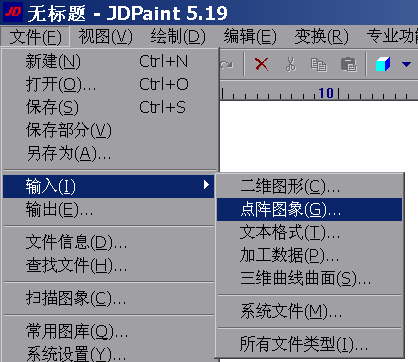 JD 无标题 - JDPaint 5.19
文件(F) 视图(V) 绘制(D) 编辑(E) 变换(R) 专业功
新建(N) Ctrl+N
打开(O)... Ctrl+O
保存(S) Ctrl+S
保存部分(V)
另存为(A)...
输入(I)
输出(E)...
文件信息(D)...
查找文件(H)...
扫描图象(C)...
常用图库(Q)...
系统设置(Y)...
10
二维图形(C)...
点阵图象(G)...
文本格式(T)...
加工数据(P)...
三维曲线曲面(S)...
系统文件(M)...
所有文件类型(I)...